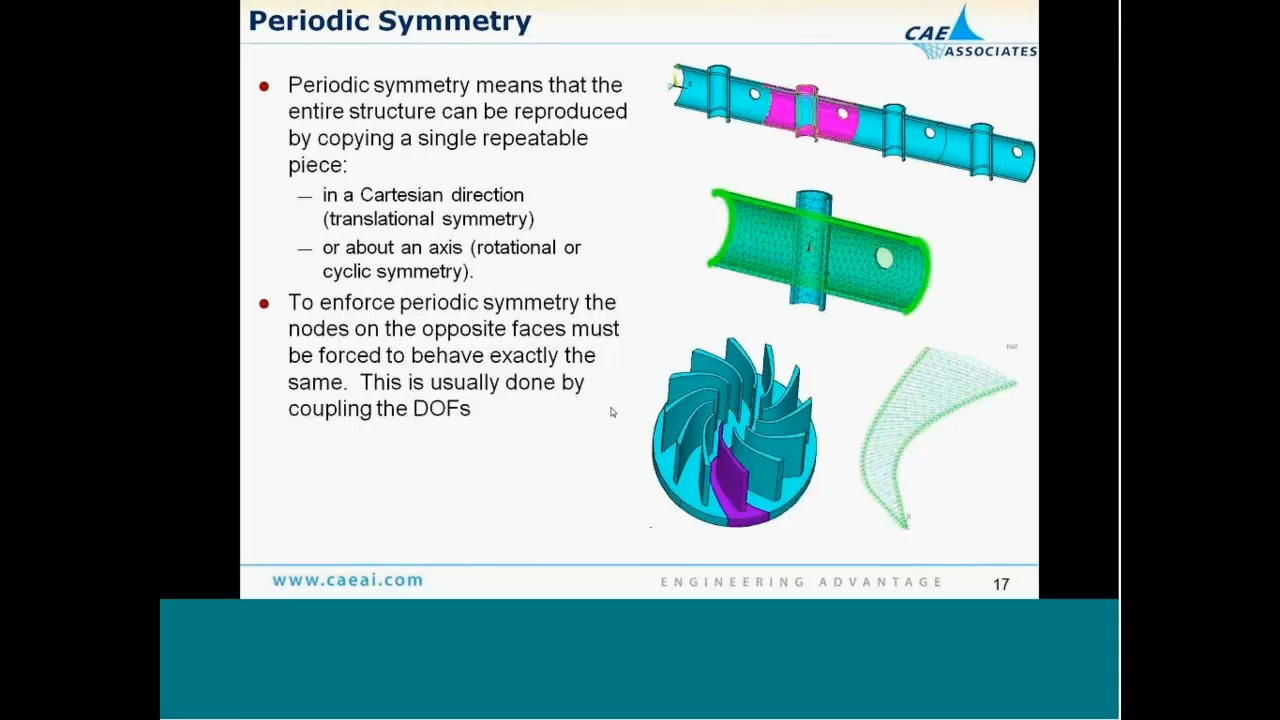 Periodic Symmetry
CAE
ASSOCIATES
• Periodic symmetry means that the
entire structure can be reproduced
by copying a single repeatable
piece:
— in a Cartesian direction
(translational symmetry)
— or about an axis (rotational or
cyclic symmetry).
• To enforce periodic symmetry the
nodes on the opposite faces must
be forced to behave exactly the
same.  This is usually done by
coupling the DOFs
www.caeai.com
ENGINEERING ADVANTAGE
17